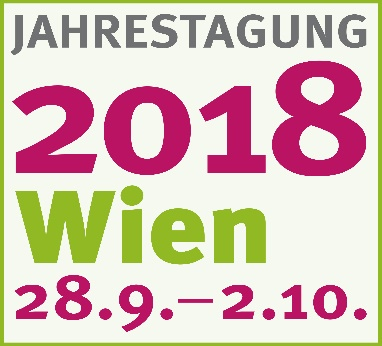 JAHRESTAGUNG
2018
Wien
28.9.–2.10.